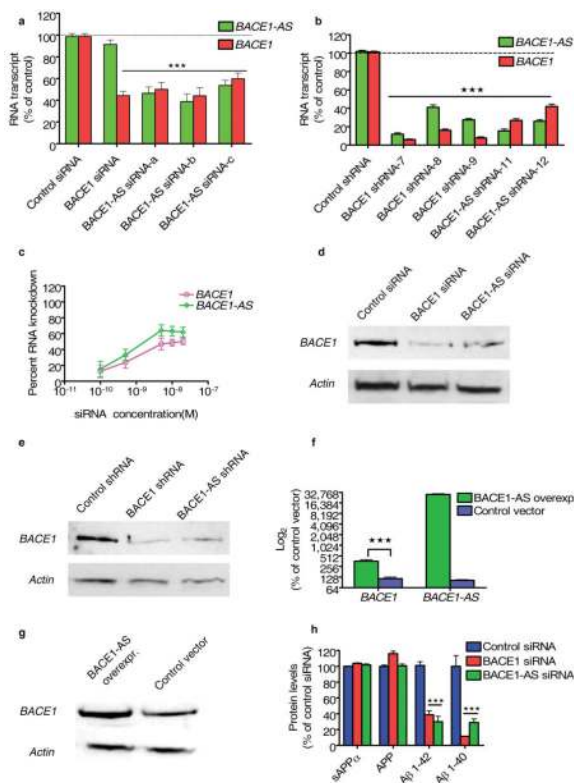 a
BACE1-AS
BACE1
RNA transcript
(% of control)
120
100
80
60
40
20
0
***
Control siRNA
BACE1 siRNA
BACE1-AS siRNA-a
BACE1-AS siRNA-b
BACE1-AS siRNA-c
b
BACE1-AS
BACE1
RNA transcript
(% of control)
120
100
80
60
40
20
0
***
Control shRNA
BACE1 shRNA-7
BACE1 shRNA-8
BACE1 shRNA-9
BACE1-AS shRNA-11
BACE1-AS shRNA-12
c
BACE1
BACE1-AS
Percent RNA knockdown
120
100
80
60
40
20
0
10⁻¹¹ 10⁻¹⁰ 10⁻⁹ 10⁻⁸ 10⁻⁷
siRNA concentration(M)
d
Control siRNA
BACE1 siRNA
BACE1-AS siRNA
BACE1
Actin
e
Control shRNA
BACE1 shRNA
BACE1-AS shRNA
BACE1
Actin
f
BACE1-AS overexp
Control vector
Log₂
(% of control vector)
32,768
16,384
8,192
4,096
2,048
1,024
512
256
128
64
***
BACE1 BACE1-AS
g
BACE1-AS
overexpr.
Control vector
BACE1
Actin
h
Control siRNA
BACE1 siRNA
BACE1-AS siRNA
Protein levels
(% of control siRNA)
120
100
80
60
40
20
0
*** ***
sAPPα
APP
Aβ 1-42
Aβ 1-40